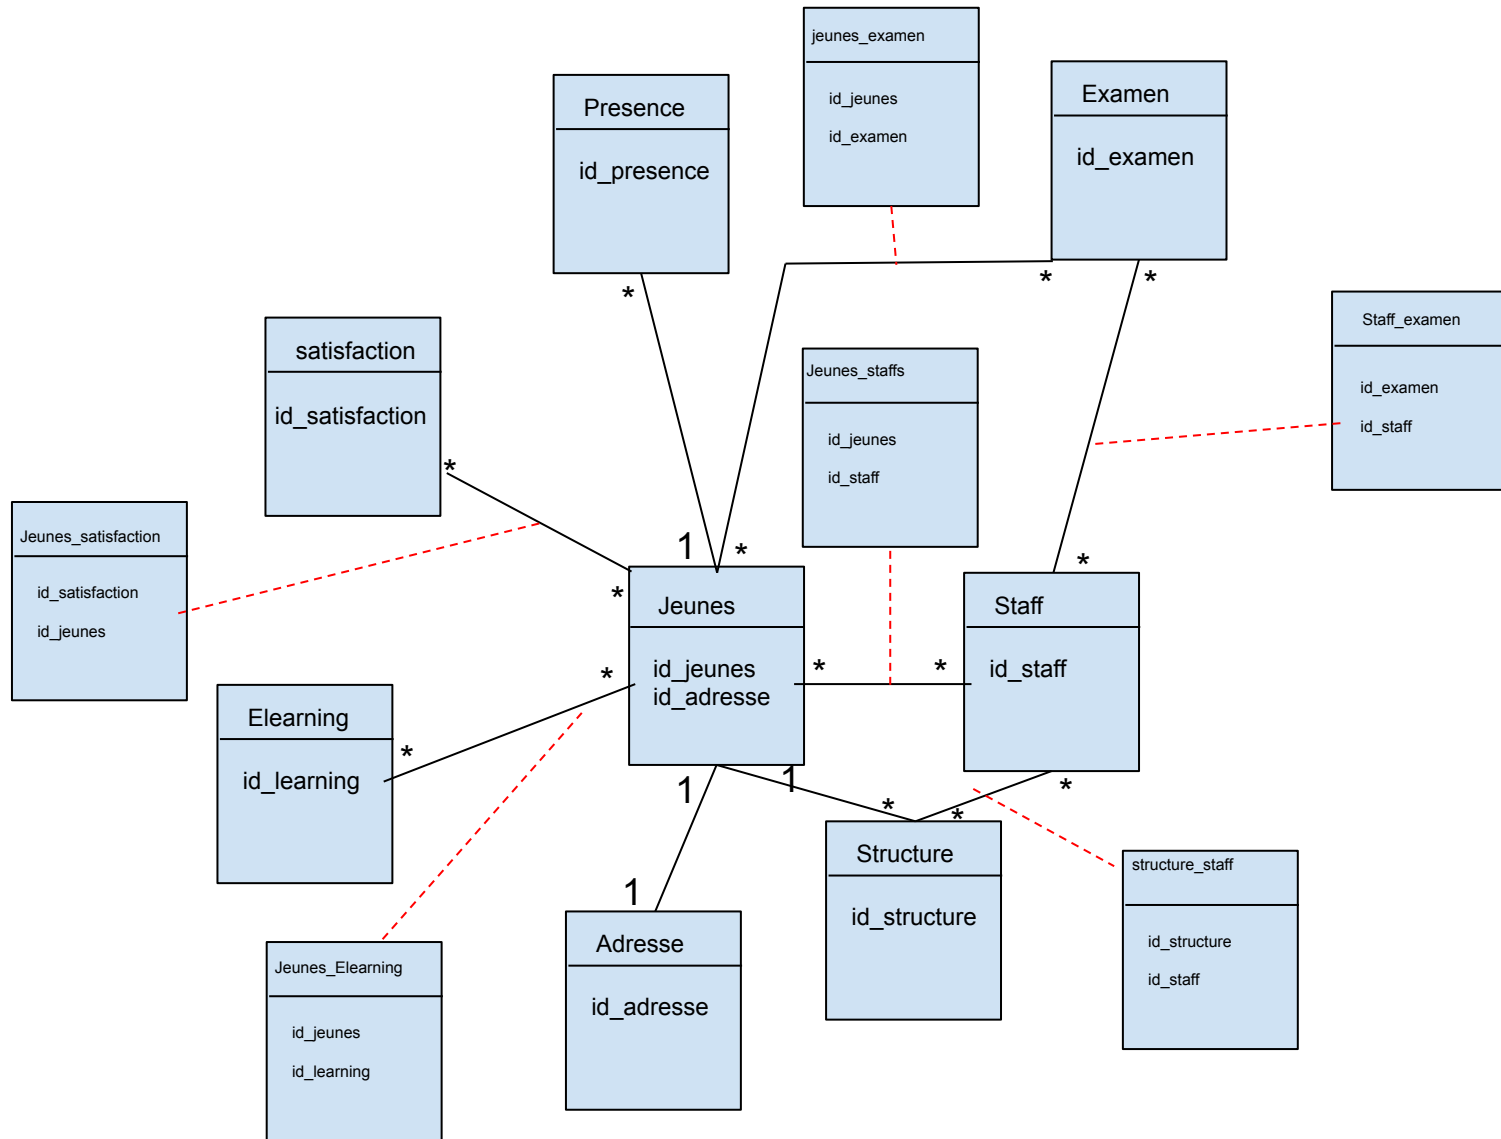 jeunes_examen
id_jeunes
id_examen
Presence
id_presence
*
Examen
id_examen
*
*
Staff_examen
id_examen
id_staff
satisfaction
id_satisfaction
*
Jeunes_staffs
id_jeunes
id_staff
Jeunes_satisfaction
id_satisfaction
id_jeunes
1
*
*
*
Jeunes
id_jeunes
id_adresse
*
*
*
Staff
id_staff
Elearning
id_learning
*
1
1
*
*
*
1
Adresse
id_adresse
Structure
id_structure
structure_staff
id_structure
id_staff
Jeunes_Elearning
id_jeunes
id_learning